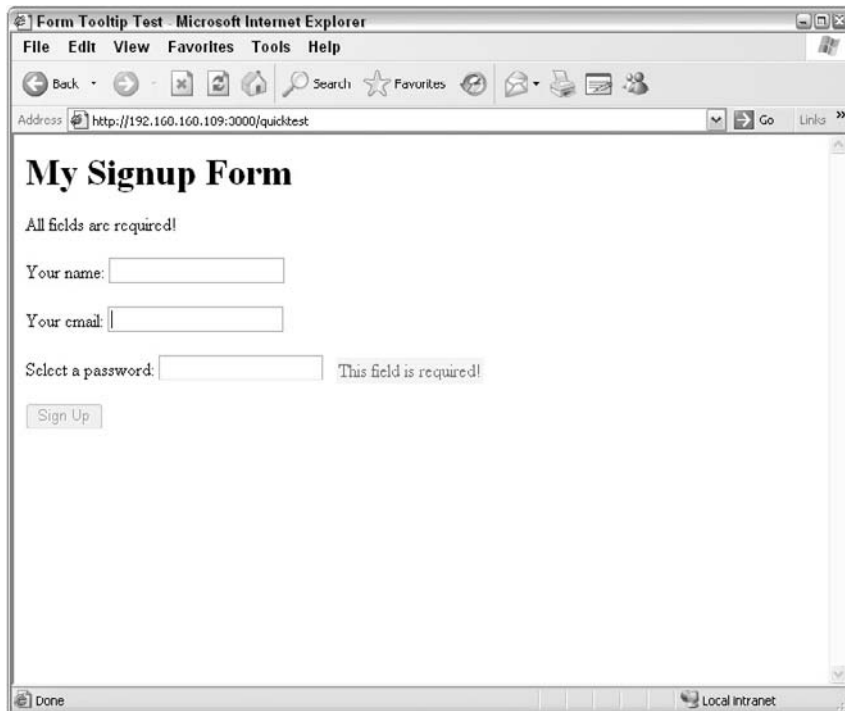 Form Tooltip Test - Microsoft Internet Explorer
File Edit View Favorites Tools Help
Back Search Favorites
Address http://192.160.160.109:3000/quicktest Go Links »
My Signup Form
All fields are required!
Your name:
Your email:
Select a password: This field is required!
Sign Up
Done Local intranet